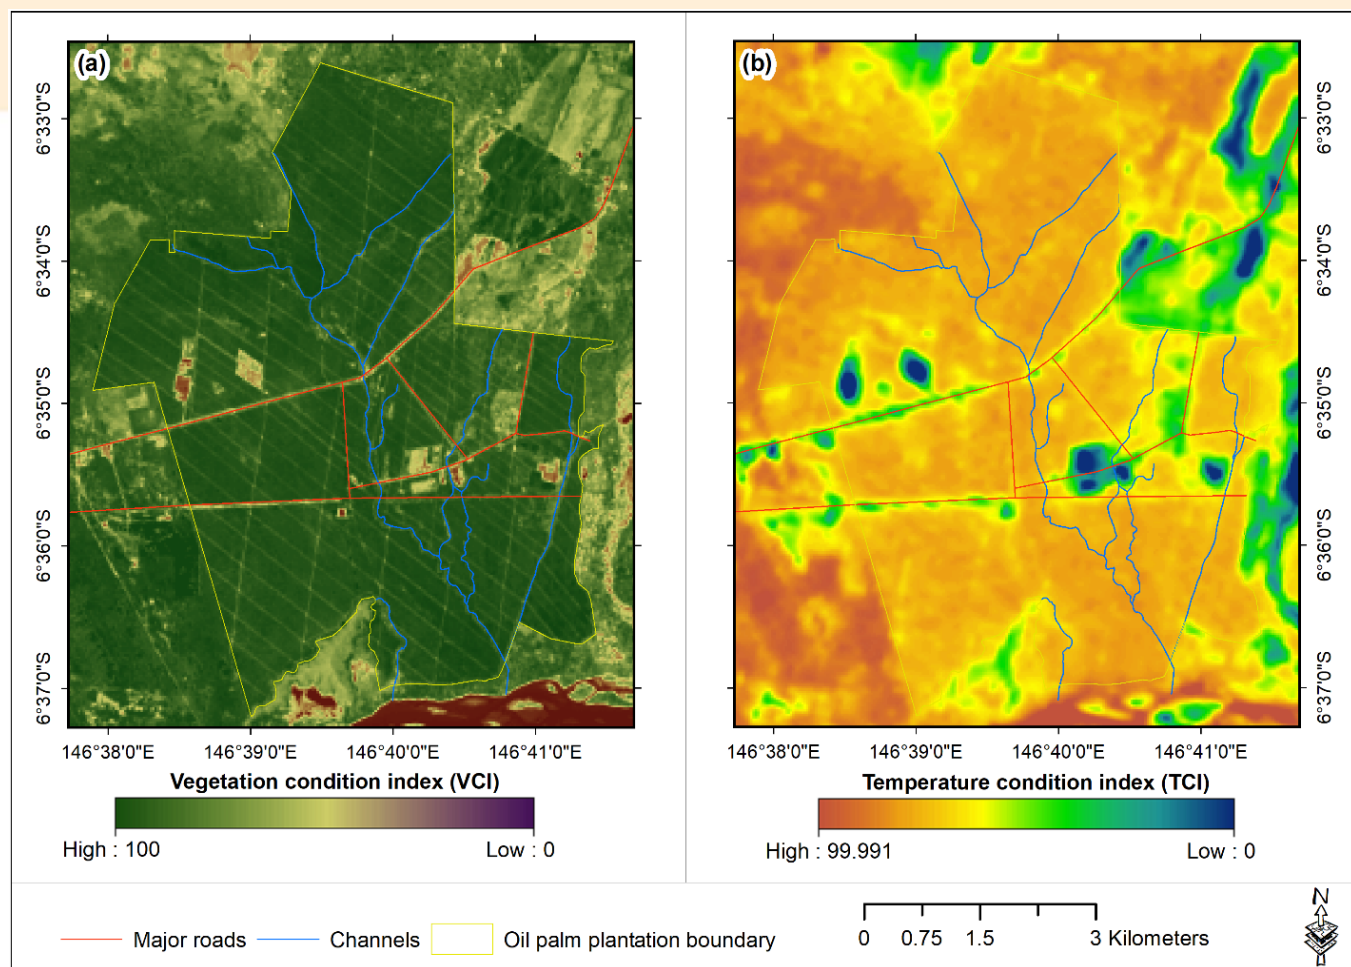 (a)
(b)
6°33'0"S
6°34'0"S
6°35'0"S
6°36'0"S
6°37'0"S
6°33'0"S
6°34'0"S
6°35'0"S
6°36'0"S
6°37'0"S
146°38'0"E
146°39'0"E
146°40'0"E
146°41'0"E
146°38'0"E
146°39'0"E
146°40'0"E
146°41'0"E
Vegetation condition index (VCI)
High : 100
Low : 0
Temperature condition index (TCI)
High : 99.991
Low : 0
Major roads
Channels
Oil palm plantation boundary
0 0.75 1.5 3 Kilometers
N